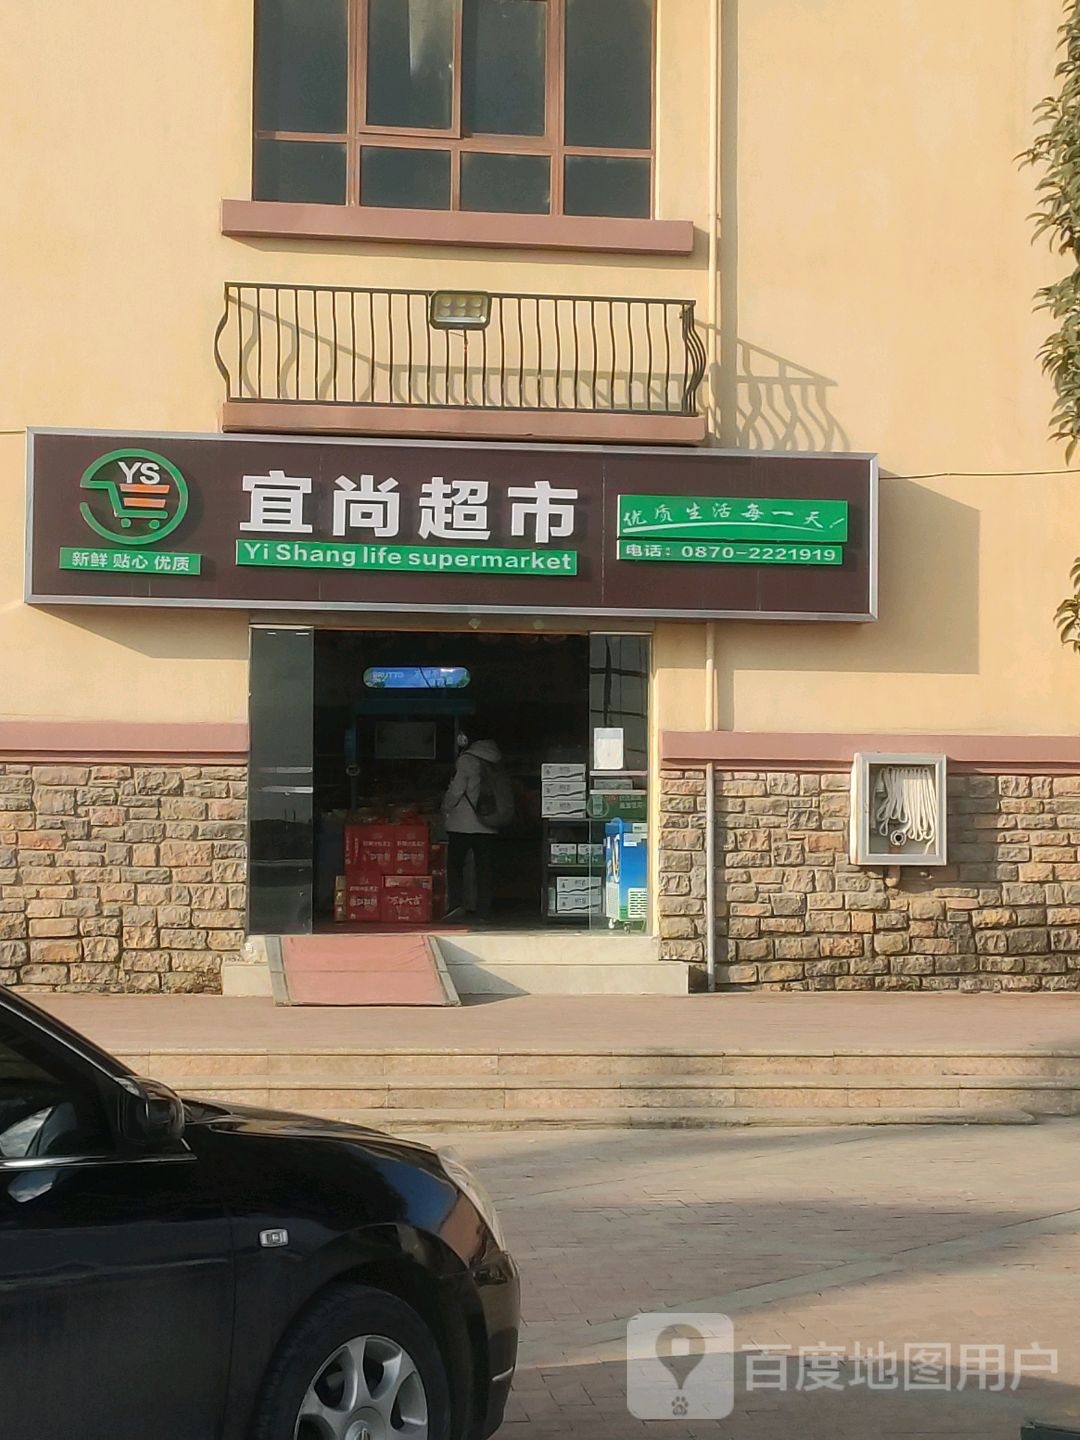 YS
宜尚超市
Yi Shang life supermarket
新鲜 贴心 优质
优质生活每一天!
电话：0870-2221919
百度地图用户